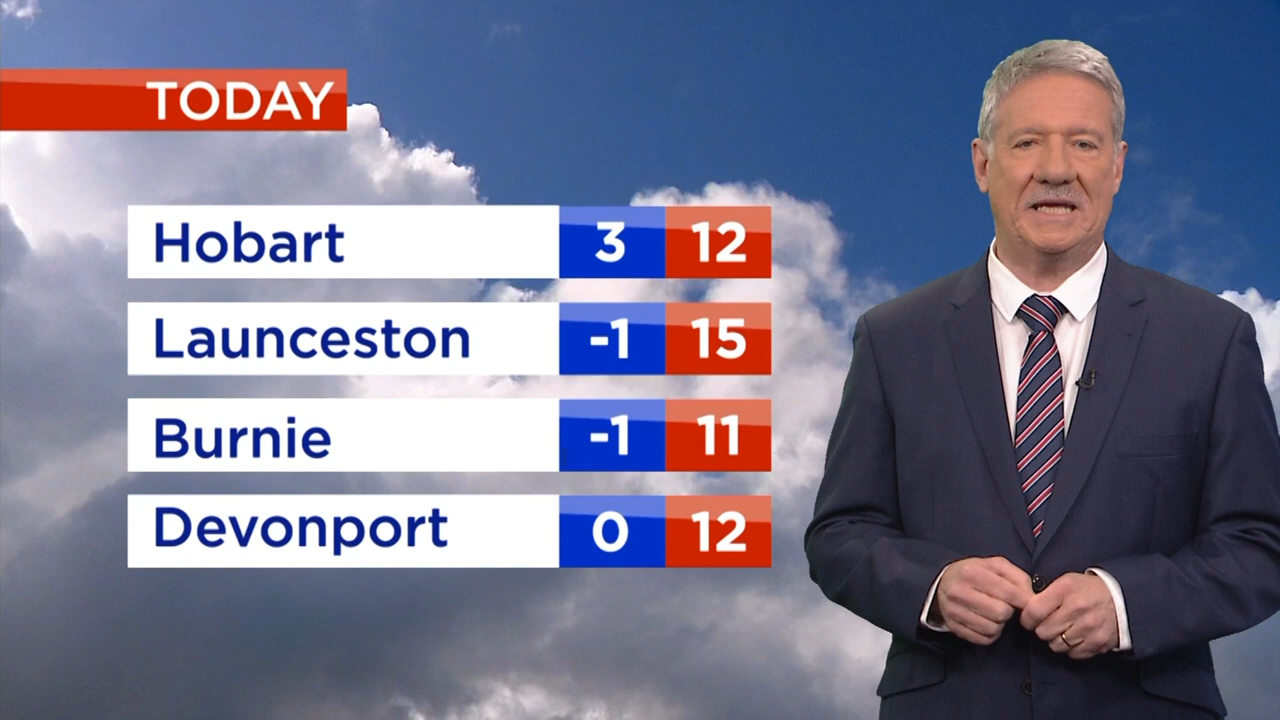 TODAY
Hobart 3 12
Launceston -1 15
Burnie -1 11
Devonport 0 12